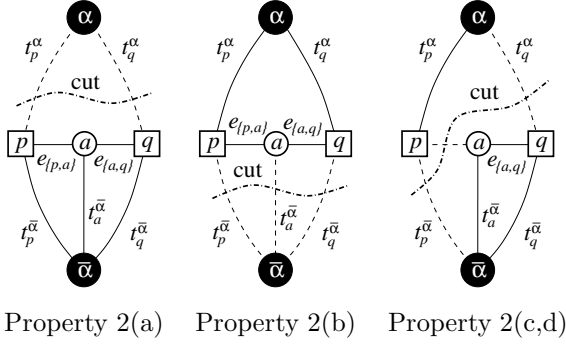 α α α
t_p^α t_q^α t_p^α t_q^α t_p^α t_q^α
cut cut
p a q p a q p a q
e_{p,a} e_{a,q} e_{p,a} e_{a,q} e_{a,q}
cut
t_p^ᾱ t_a^ᾱ t_q^ᾱ t_p^ᾱ t_a^ᾱ t_q^ᾱ t_p^ᾱ t_a^ᾱ t_q^ᾱ
ᾱ ᾱ ᾱ
Property 2(a) Property 2(b) Property 2(c,d)